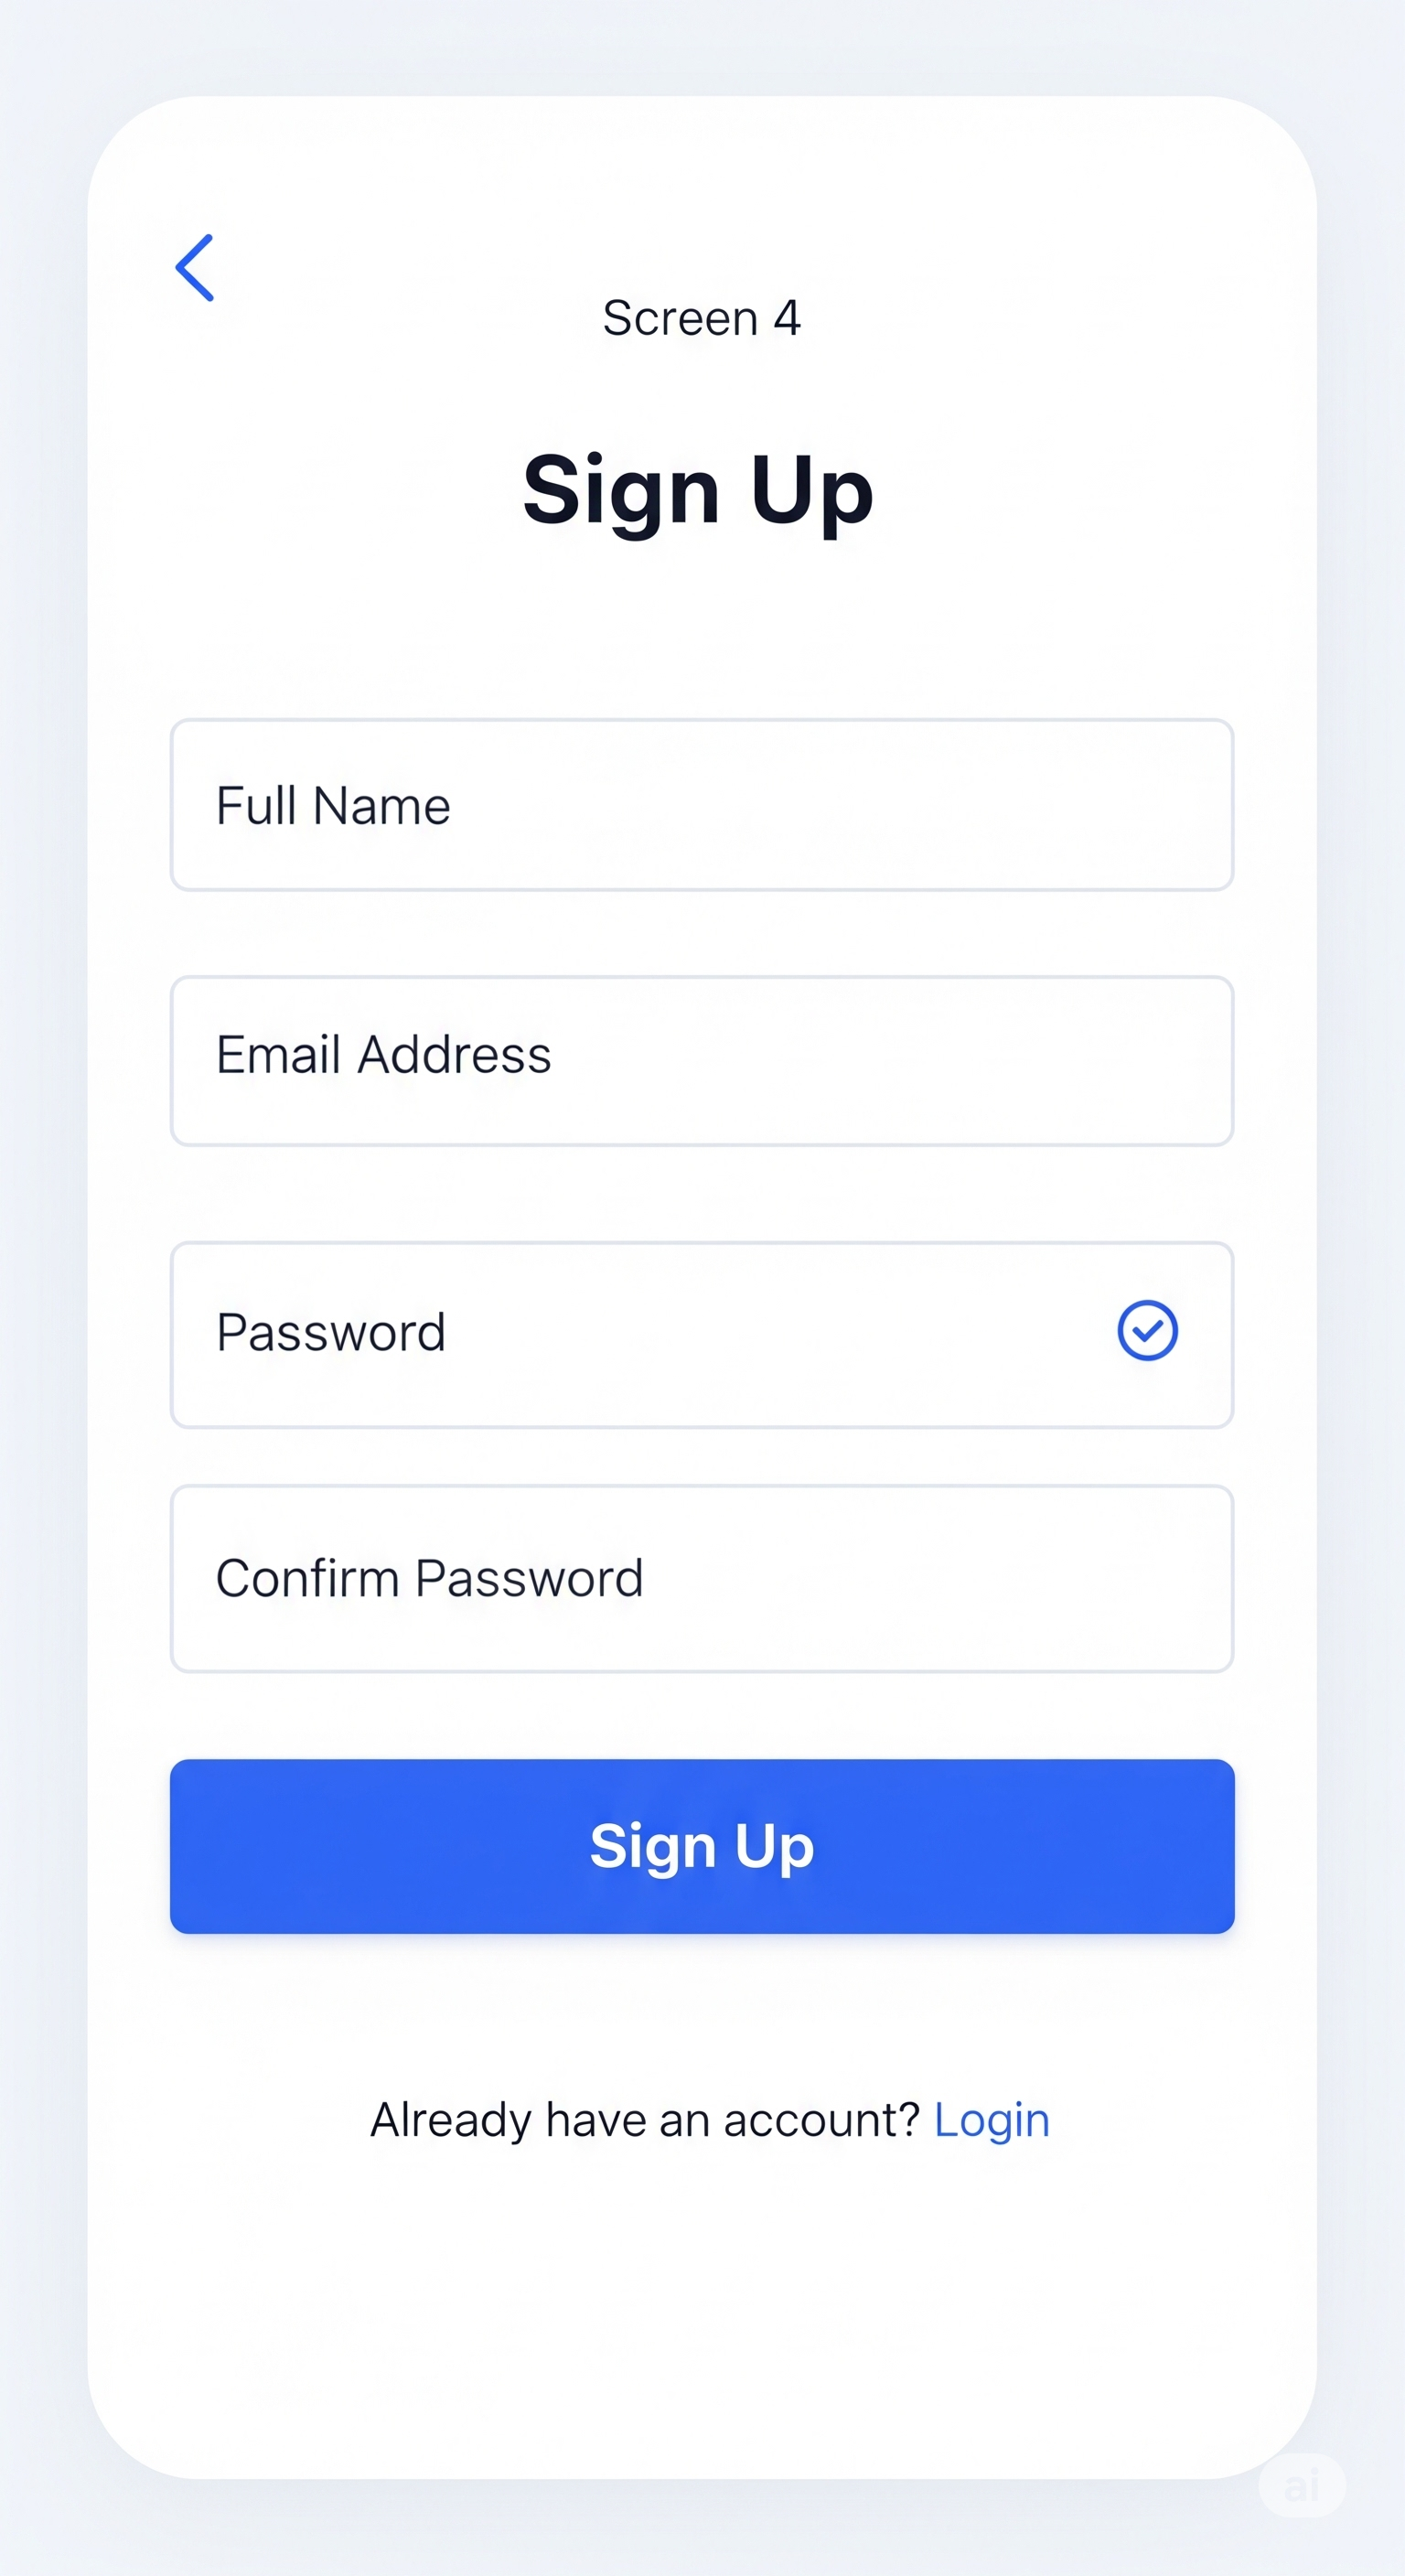 Screen 4
Sign Up
Full Name
Email Address
Password
Confirm Password
Sign Up
Already have an account? Login
ai